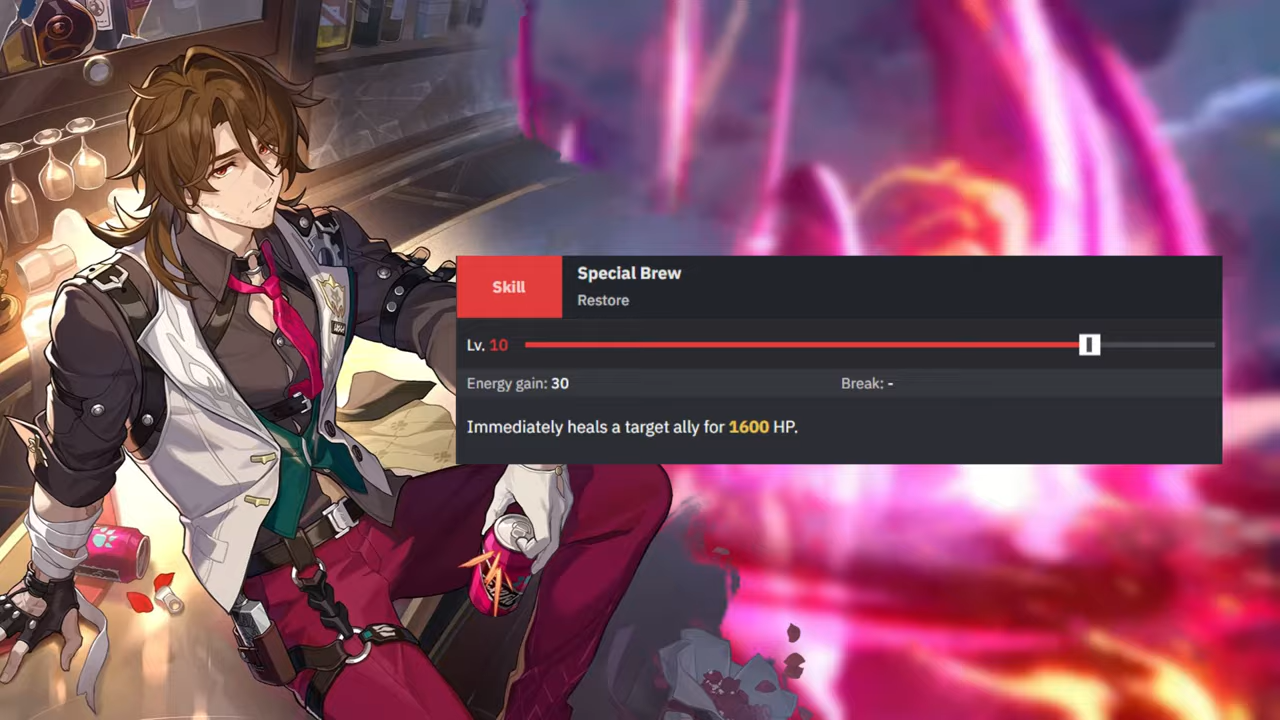 Skill
Special Brew
Restore
Lv. 10
Energy gain: 30
Break: -
Immediately heals a target ally for 1600 HP.